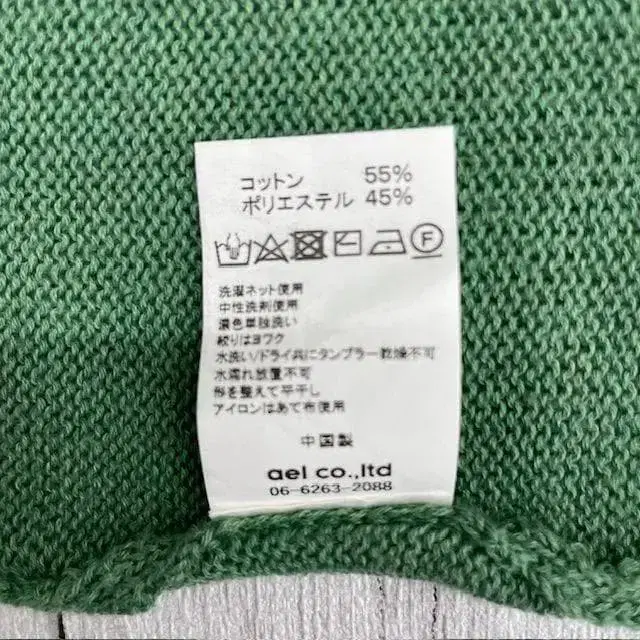 コットン 55%
ポリエステル 45%
F
洗濯ネット使用
中性洗剤使用
濃色単独洗い
絞りはヨワク
水洗い/ドライ共にタンブラー乾燥不可
水濡れ放置不可
形を整えて平干し
アイロンはあて布使用
中国製
ael co.,ltd
06-6263-2088